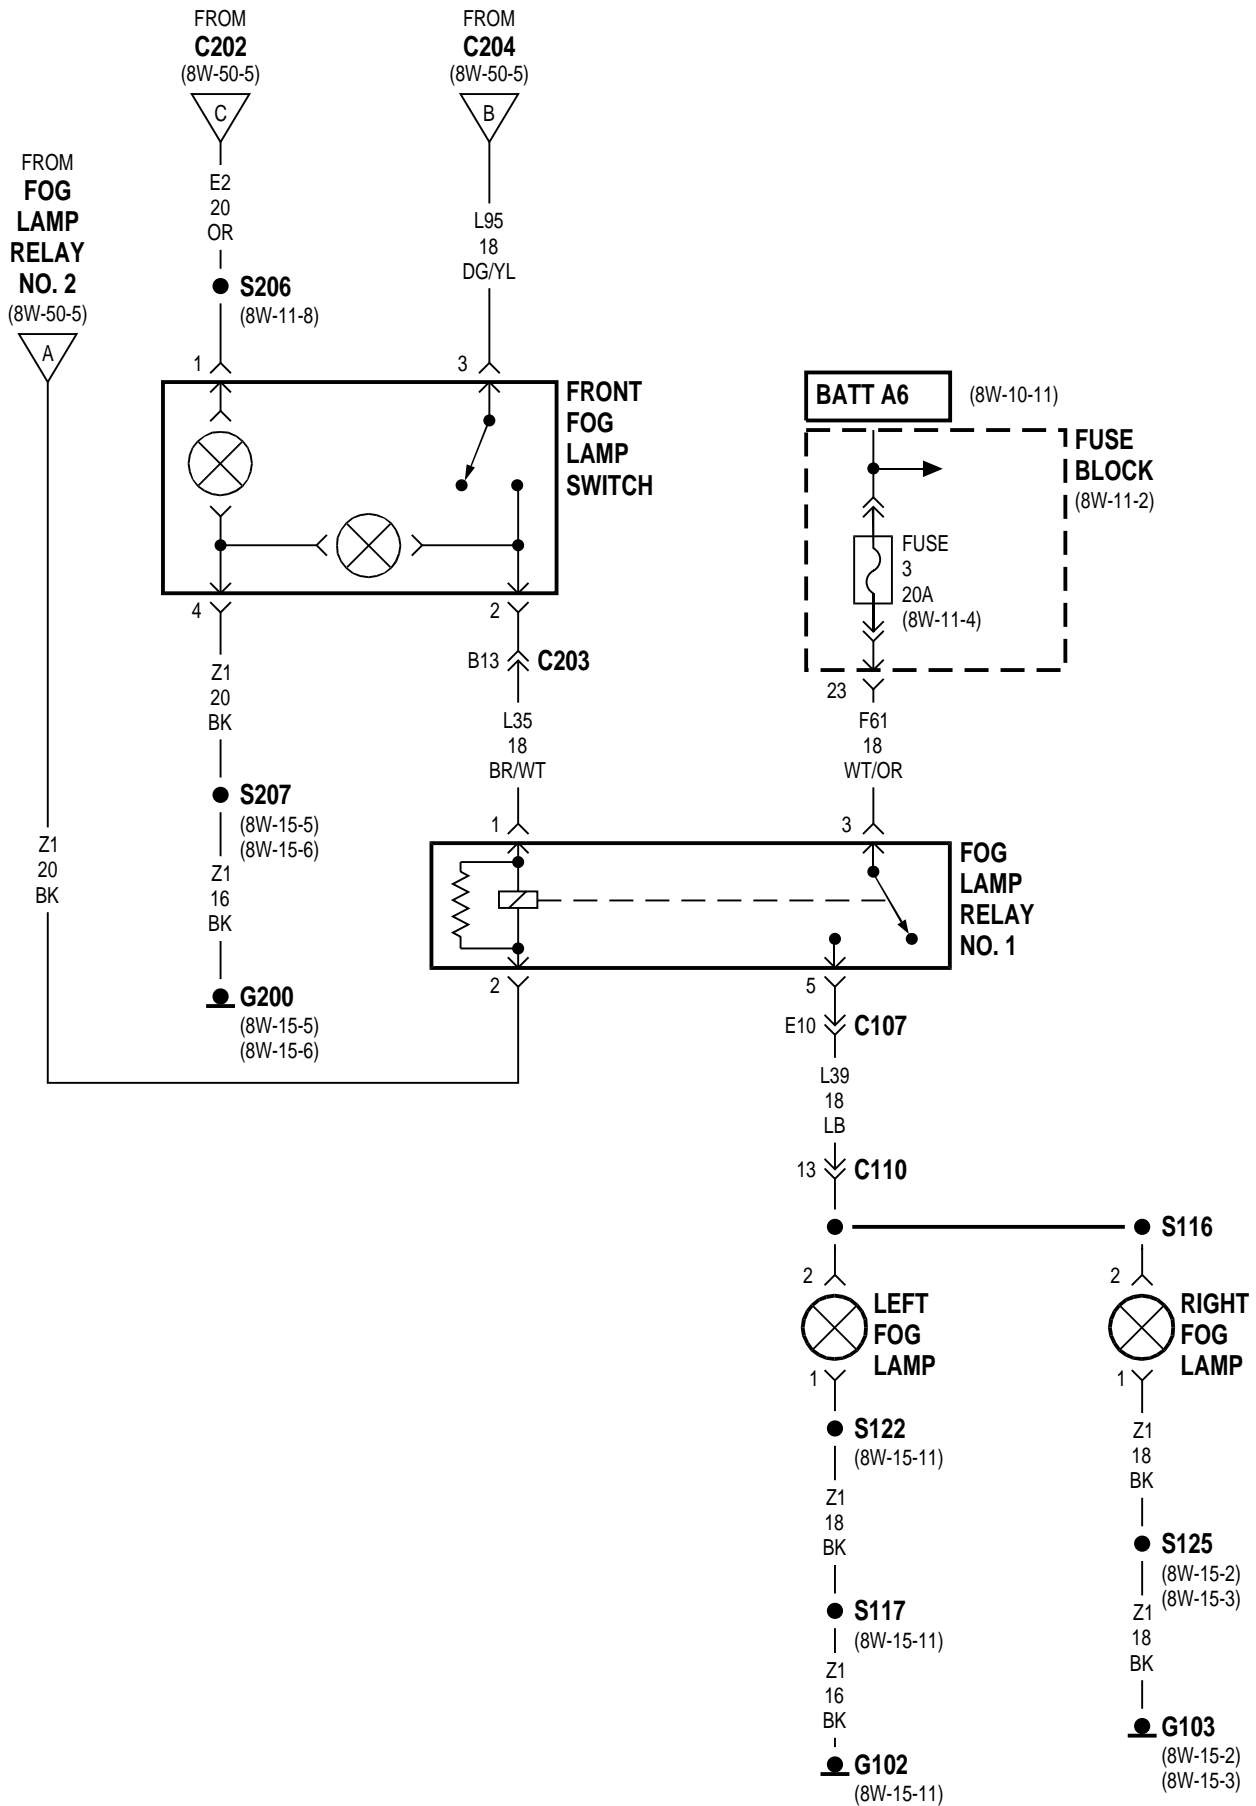 FROM
C202
(8W-50-5)
C
E2
20
OR
S206
(8W-11-8)
1
FROM
C204
(8W-50-5)
B
L95
18
DG/YL
3
FROM
FOG
LAMP
RELAY
NO. 2
(8W-50-5)
A
Z1
20
BK
FRONT
FOG
LAMP
SWITCH
4
Z1
20
BK
S207
(8W-15-5)
(8W-15-6)
Z1
16
BK
G200
(8W-15-5)
(8W-15-6)
2
B13
C203
L35
18
BR/WT
1
BATT A6
(8W-10-11)
FUSE
BLOCK
(8W-11-2)
FUSE
3
20A
(8W-11-4)
23
F61
18
WT/OR
3
FOG
LAMP
RELAY
NO. 1
2
5
E10
C107
L39
18
LB
13
C110
S116
2
LEFT
FOG
LAMP
1
S122
(8W-15-11)
Z1
18
BK
S117
(8W-15-11)
Z1
16
BK
G102
(8W-15-11)
2
RIGHT
FOG
LAMP
1
Z1
18
BK
S125
(8W-15-2)
(8W-15-3)
Z1
18
BK
G103
(8W-15-2)
(8W-15-3)